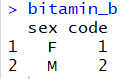 > bitamin_b
  sex code
1   F    1
2   M    2